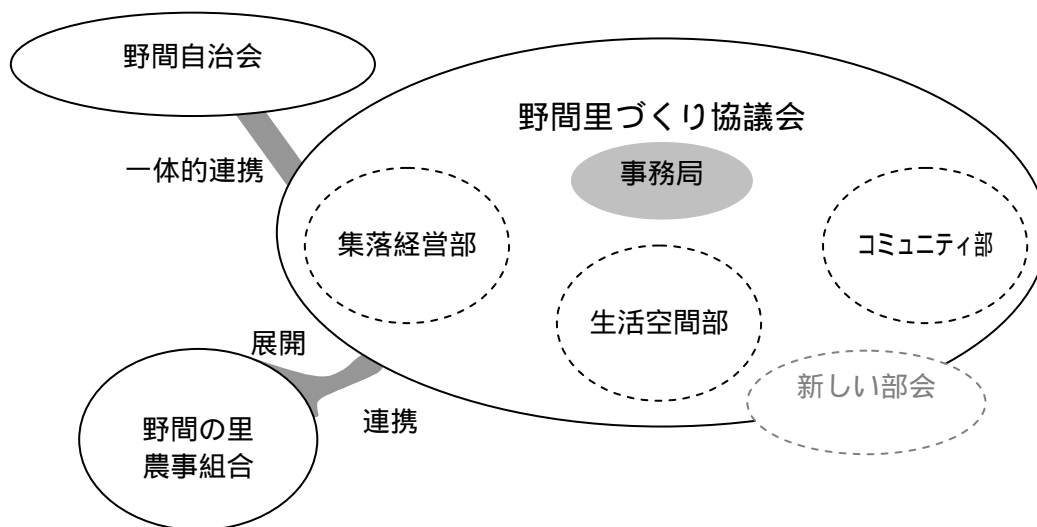 野間自治会
野間里づくり協議会
事務局
一体的連携
集落経営部
コミュニティ部
生活空間部
展開
新しい部会
連携
野間の里
農事組合